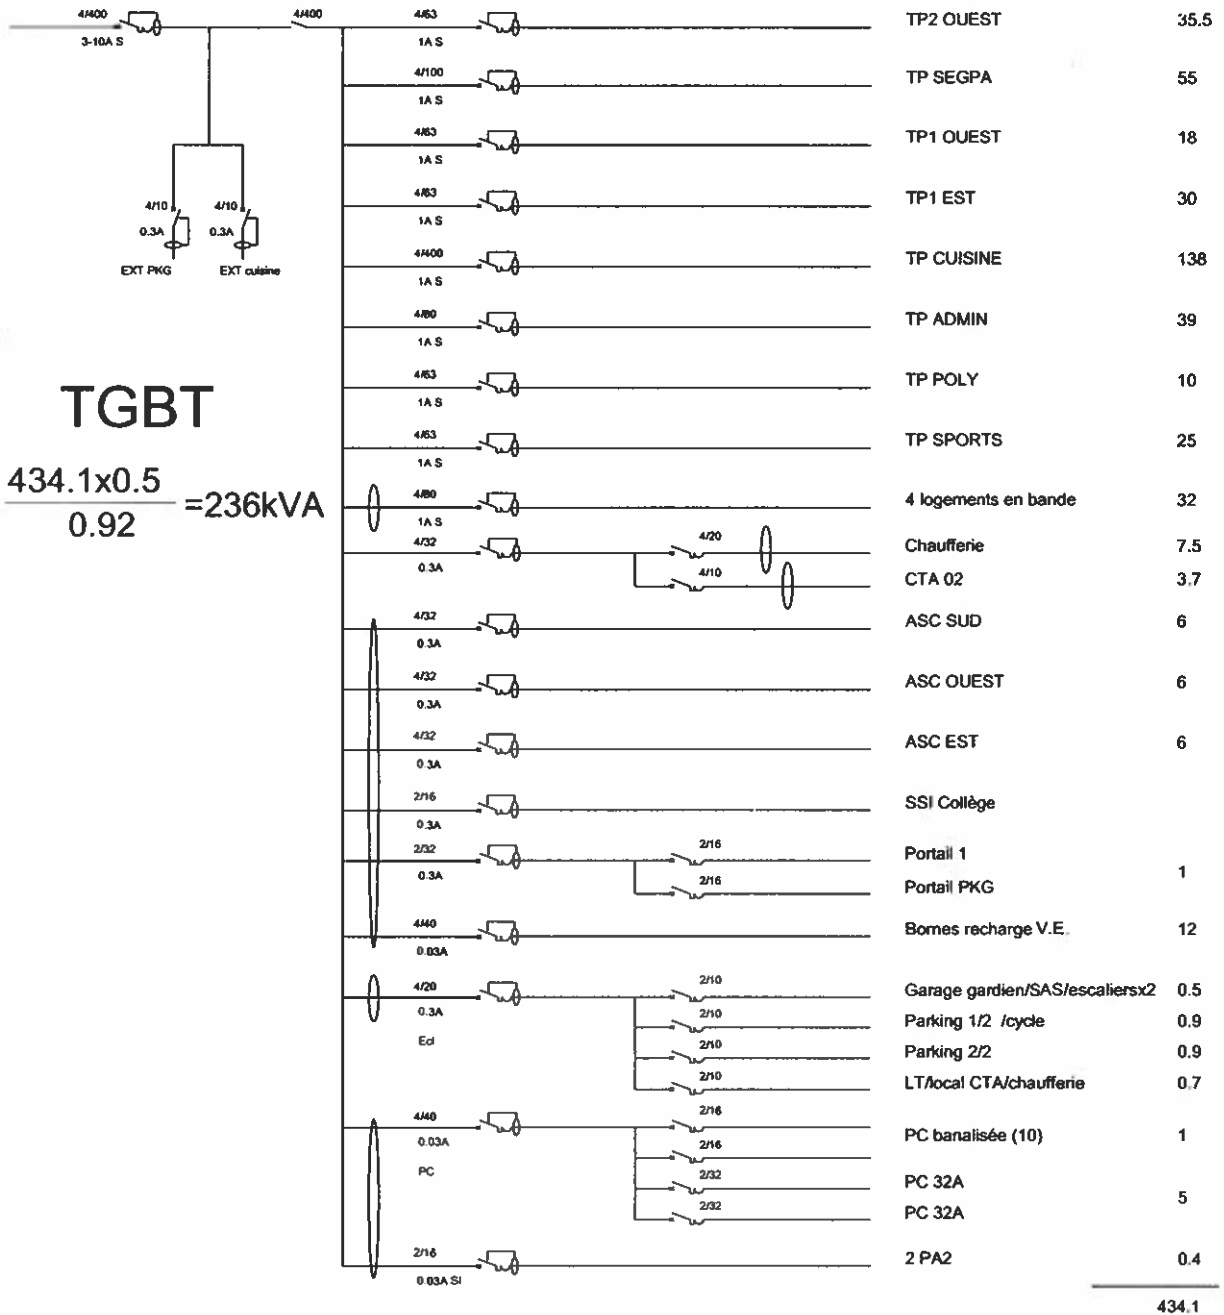 4/400
3-10A S
4/400
4/63
1A S
TP2 OUEST 35.5
4/100
1A S
TP SEGPA 55
4/63
1A S
TP1 OUEST 18
4/63
1A S
TP1 EST 30
4/10
0.3A
EXT PKG
4/10
0.3A
EXT cuisine
4/400
1A S
TP CUISINE 138
4/80
1A S
TP ADMIN 39
4/63
1A S
TP POLY 10
TGBT
4/63
1A S
TP SPORTS 25
434.1x0.5
0.92
=236kVA
4/80
1A S
4 logements en bande 32
4/32
0.3A
4/20
Chaufferie 7.5
4/10
CTA 02 3.7
4/32
0.3A
ASC SUD 6
4/32
0.3A
ASC OUEST 6
4/32
0.3A
ASC EST 6
2/16
0.3A
SSI Collège
2/32
0.3A
2/16
Portail 1
1
2/16
Portail PKG
4/40
0.03A
Bornes recharge V.E. 12
4/20
0.3A
Ecl
2/10
Garage gardien/SAS/escaliersx2 0.5
2/10
Parking 1/2 /cycle 0.9
2/10
Parking 2/2 0.9
2/10
LT/local CTA/chaufferie 0.7
4/40
0.03A
PC
2/16
PC banalisée (10) 1
2/16
2/32
PC 32A
5
2/32
PC 32A
2/16
0.03A SI
2 PA2 0.4
434.1